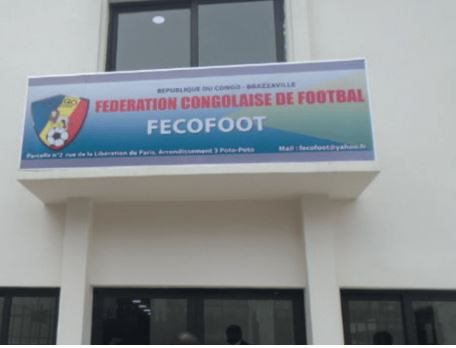 REPUBLIQUE DU CONGO - BRAZZAVILLE
FEDERATION CONGOLAISE DE FOOTBAL
FECOFOOT
Parcelle n°2 rue de la Libération de Paris, Arrondissement 3 Poto-Poto Mail : fecofoot@yahoo.fr